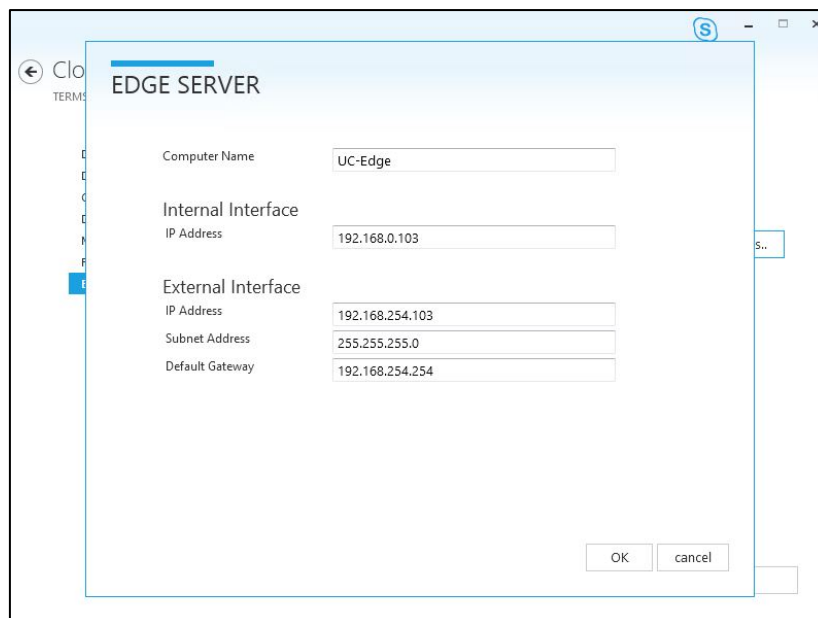 S
Clo
TERMS
EDGE SERVER
Computer Name UC-Edge
Internal Interface
IP Address 192.168.0.103
External Interface
IP Address 192.168.254.103
Subnet Address 255.255.255.0
Default Gateway 192.168.254.254
s..
OK cancel